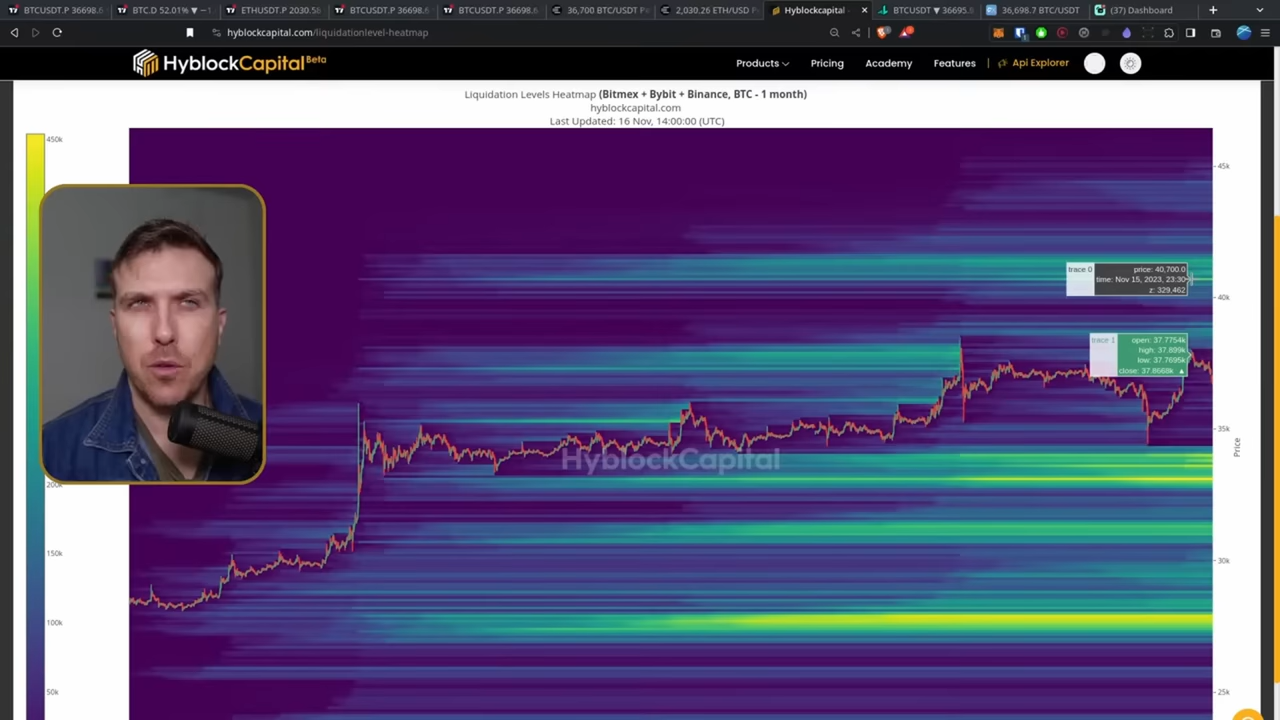 BTCUSDT.P 36698.6
BTC.D 52.01% ▼ −1
ETHUSDT.P 2030.56
BTCUSDT.P 36698.6
BTCUSDT.P 36698.6
36,700 BTCUSDT Pe
2,030.26 ETH/USD P
Hyblockcapital
BTCUSDT ▼ 36695.8
36,698.7 BTC/USDT
(37) Dashboard
hyblockcapital.com/liquidationlevel-heatmap
HyblockCapital Beta
Products
Pricing
Academy
Features
Api Explorer
Liquidation Levels Heatmap (Bitmex + Bybit + Binance, BTC - 1 month)
hyblockcapital.com
Last Updated: 16 Nov, 14:00:00 (UTC)
450k
200k
150k
100k
50k
trace 0
price: 40,700.0
time: Nov 15, 2023, 23:30
z: 329,462
trace 1
open: 37.7754k
high: 37.899k
low: 37.7695k
close: 37.8668k ▲
HyblockCapital
45k
40k
35k
30k
25k
Price